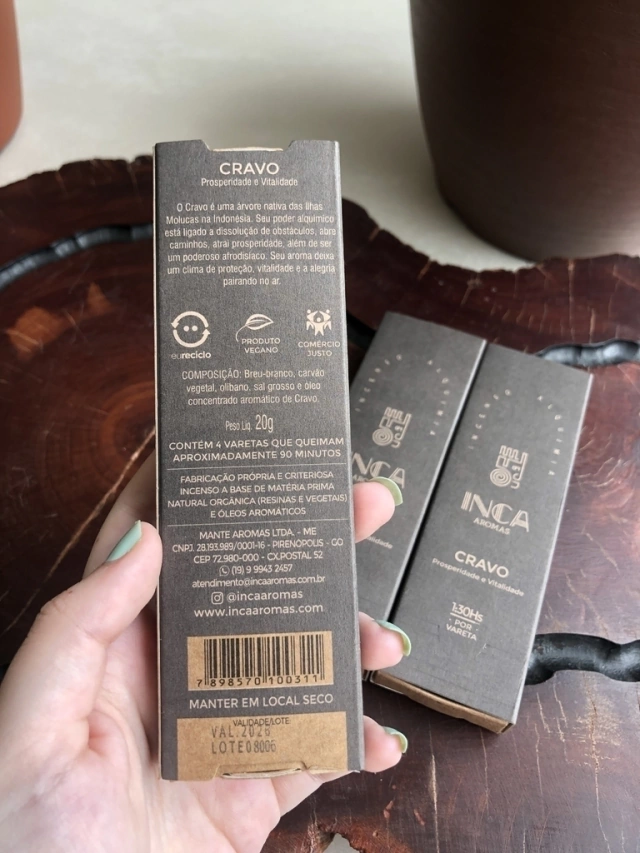 CRAVO
Prosperidade e Vitalidade
O Cravo é uma árvore nativa das Ilhas
Molucas na Indonésia. Seu poder alquímico
está ligado a dissolução de obstáculos, abre
caminhos, atrai prosperidade, além de ser
um poderoso afrodisíaco. Seu aroma deixa
um clima de proteção, vitalidade e a alegria
pairando no ar.
eureciclo
PRODUTO
VEGANO
COMÉRCIO
JUSTO
COMPOSIÇÃO: Breu-branco, carvão
vegetal, olíbano, sal grosso e óleo
concentrado aromático de Cravo.
Peso Líq. 20g
CONTÉM 4 VARETAS QUE QUEIMAM
APROXIMADAMENTE 90 MINUTOS
FABRICAÇÃO PRÓPRIA E CRITERIOSA
INCENSO A BASE DE MATÉRIA PRIMA
NATURAL ORGÂNICA (RESINAS E VEGETAIS)
E ÓLEOS AROMÁTICOS
MANTE AROMAS LTDA. - ME
CNPJ. 28.193.989/0001-16 - PIRENÓPOLIS - GO
CEP 72.980-000 - CX.POSTAL 52
(19) 9 9943 2457
atendimento@incaaromas.com.br
@incaaromas
www.incaaromas.com
7 898570 100311
MANTER EM LOCAL SECO
VALIDADE/LOTE
VAL.2026
LOTE08006
INCENSO XINGU
INCA
AROMAS
CRAVO
Prosperidade e Vitalidade
1:30Hs
POR
VARETA